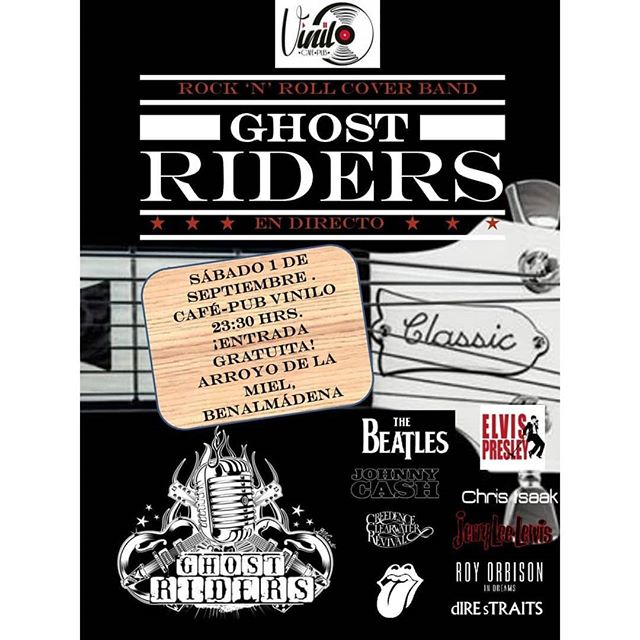 Vinilo
• CAFÉ-PUB •
ROCK 'N' ROLL COVER BAND
GHOST
RIDERS
EN DIRECTO
SÁBADO 1 DE
SEPTIEMBRE .
CAFÉ-PUB VINILO
23:30 HRS.
¡ENTRADA
GRATUITA!
ARROYO DE LA
MIEL,
BENALMÁDENA
Classic
THE
BEATLES
ELVIS
PRESLEY
JOHNNY
CASH
Chris Isaak
CREEDENCE
CLEARWATER
REVIVAL
Jerry Lee Lewis
ROY ORBISON
IN DREAMS
dIRE sTRAITS
GHOST
RIDERS